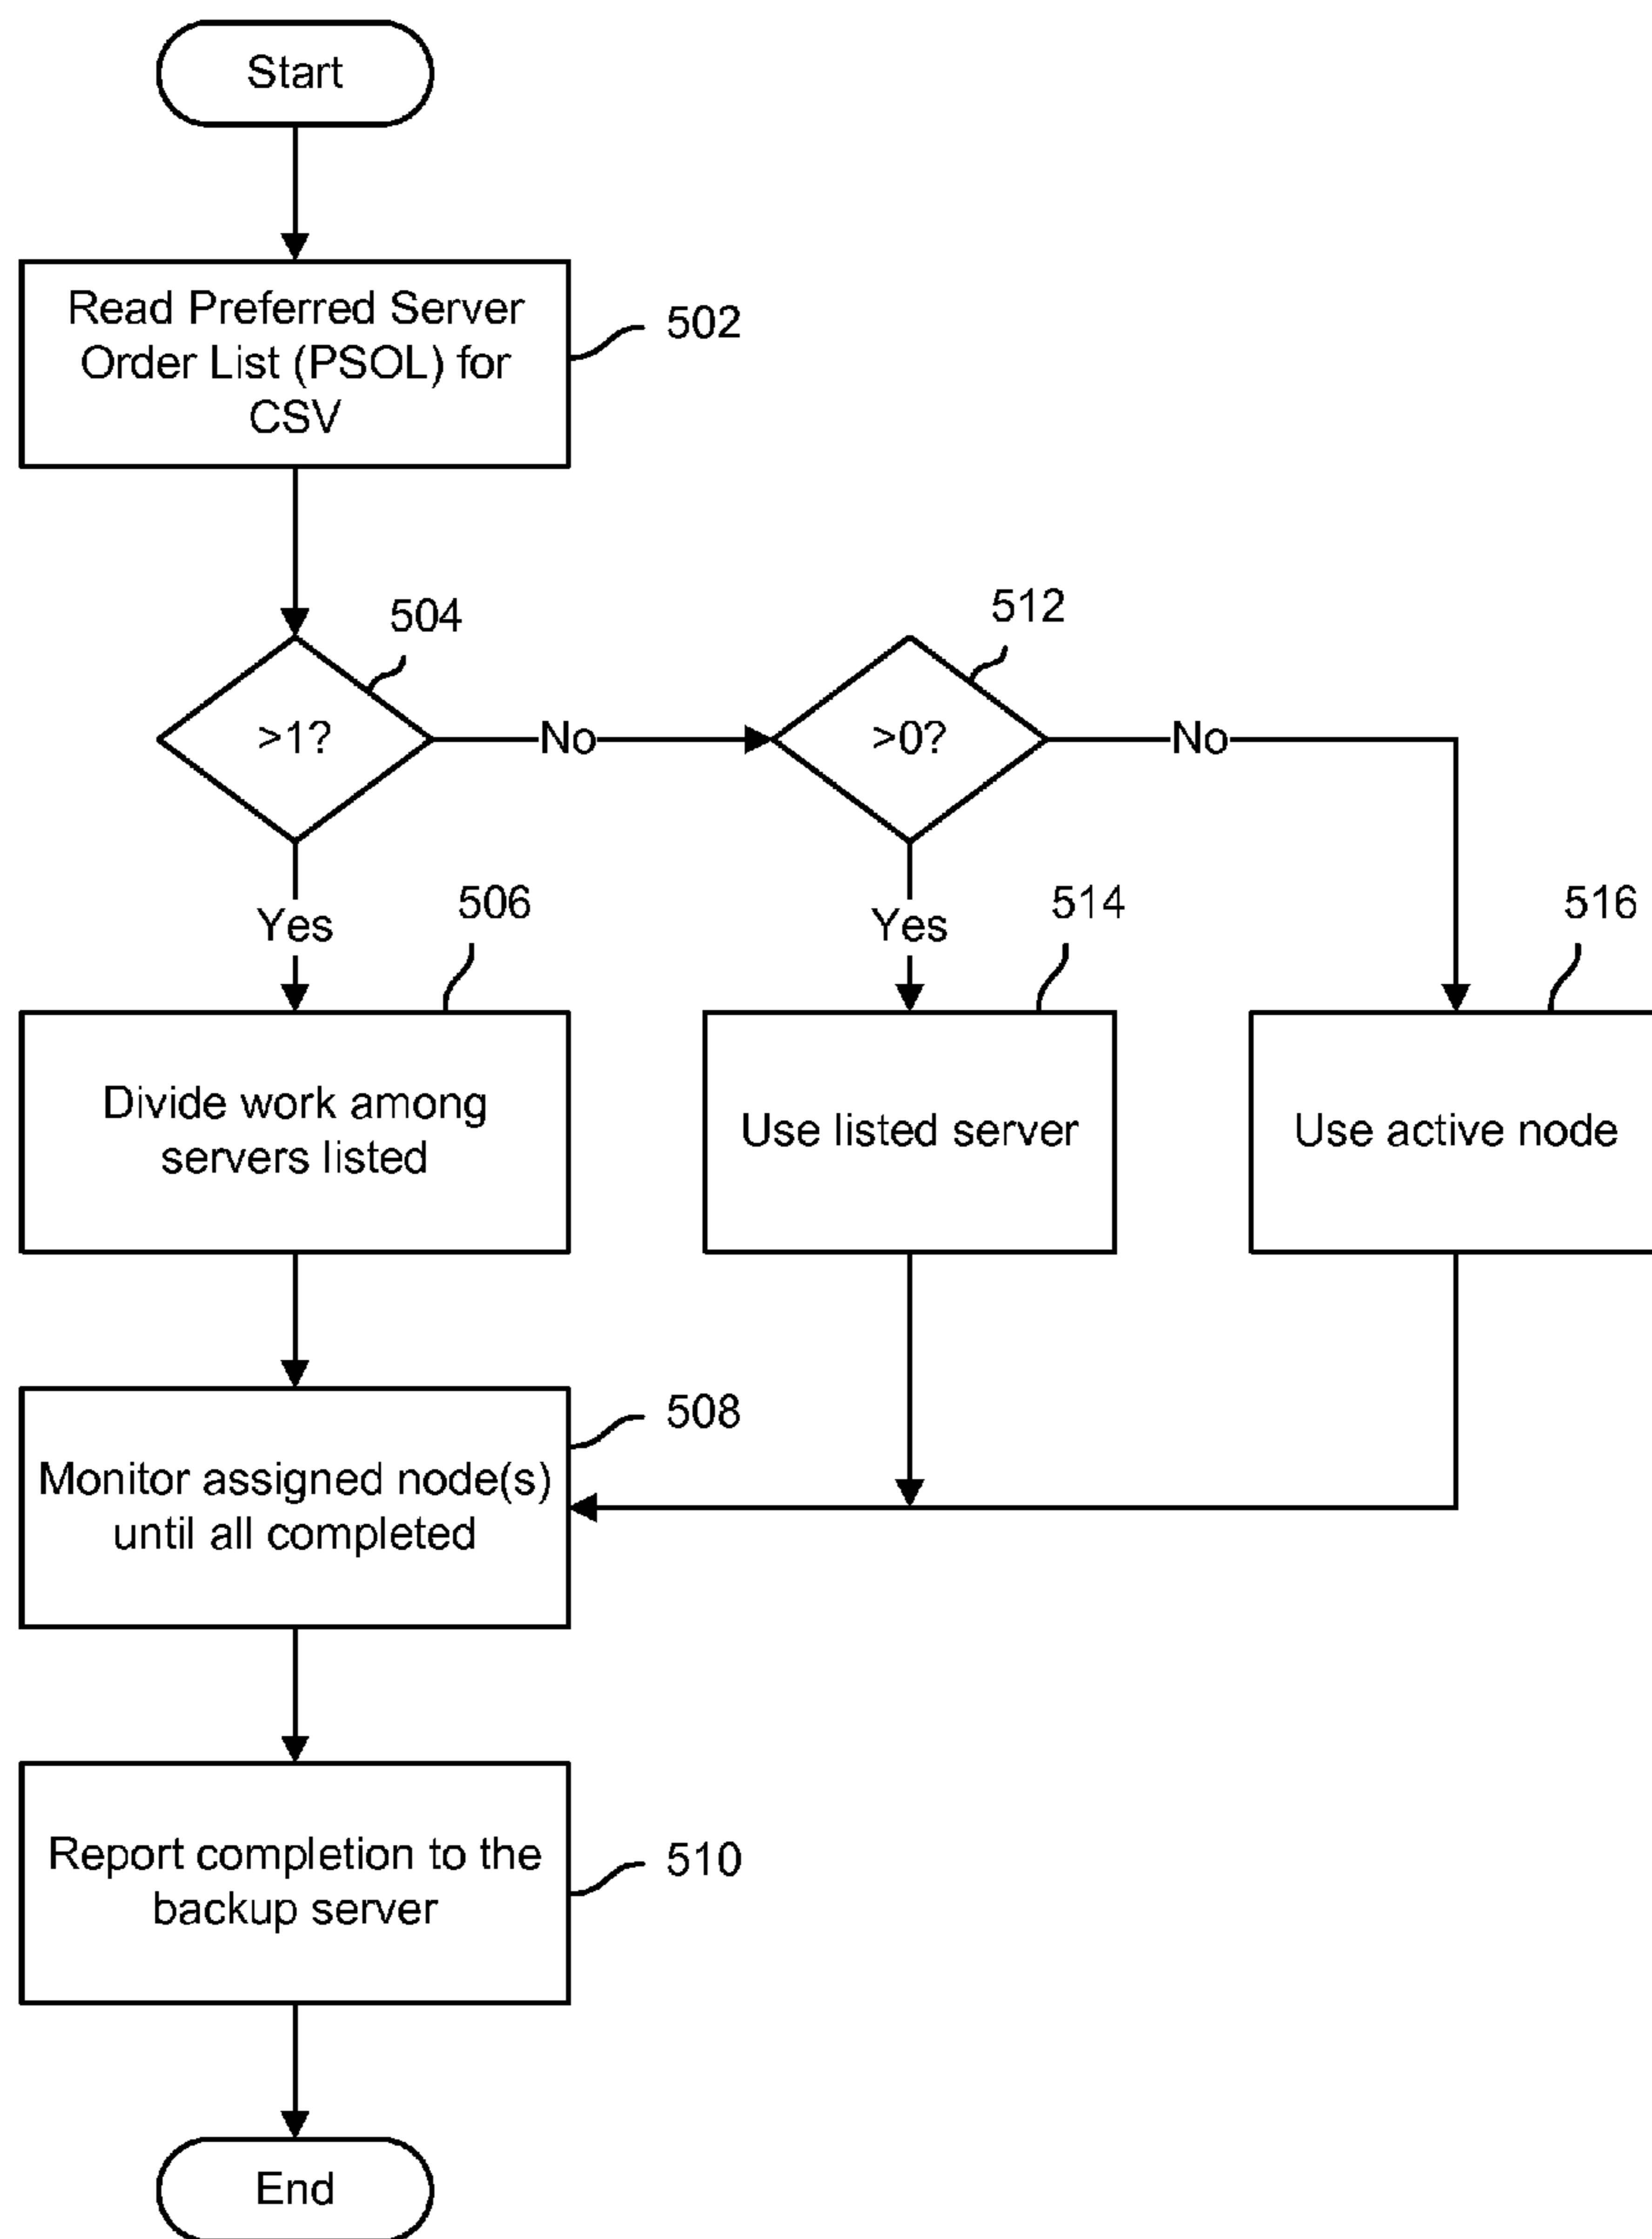 Start
Read Preferred Server
Order List (PSOL) for
CSV
502
504
512
>1?
No
>0?
No
Yes
506
Yes
514
516
Divide work among
servers listed
Use listed server
Use active node
508
Monitor assigned node(s)
until all completed
Report completion to the
backup server
510
End